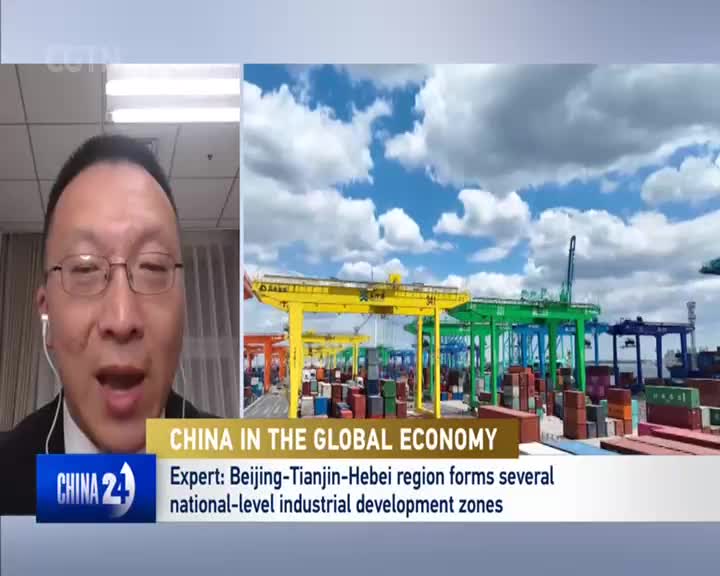 CGTN
CHINA IN THE GLOBAL ECONOMY
CHINA 24
Expert: Beijing-Tianjin-Hebei region forms several
national-level industrial development zones